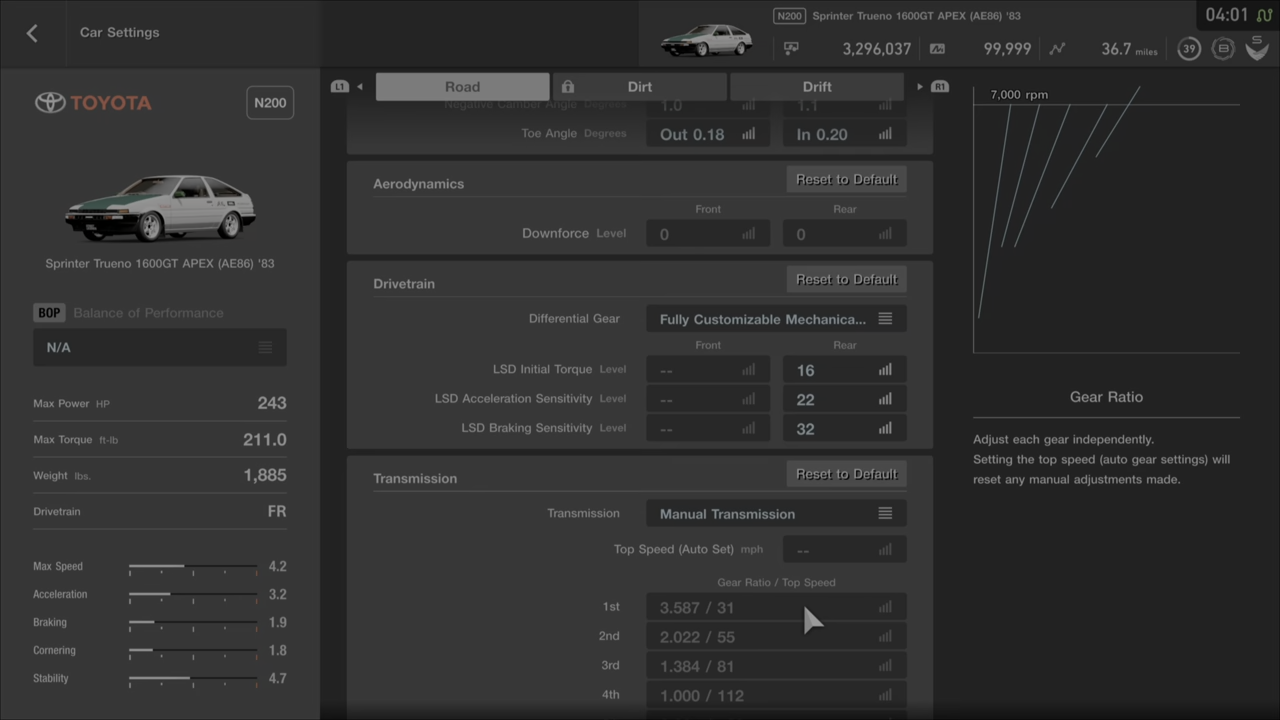 Car Settings
N200 Sprinter Trueno 1600GT APEX (AE86) '83
04:01
3,296,037 99,999 36.7 miles 39 B S
TOYOTA N200
L1 Road Dirt Drift R1
Negative Camber Angle Degrees 1.0 1.1
Toe Angle Degrees Out 0.18 In 0.20
Aerodynamics Reset to Default
Front Rear
Downforce Level 0 0
Sprinter Trueno 1600GT APEX (AE86) '83
BOP Balance of Performance
N/A
Max Power HP 243
Max Torque ft-lb 211.0
Weight lbs. 1,885
Drivetrain FR
Max Speed 4.2
Acceleration 3.2
Braking 1.9
Cornering 1.8
Stability 4.7
Drivetrain Reset to Default
Differential Gear Fully Customizable Mechanica...
Front Rear
LSD Initial Torque Level -- 16
LSD Acceleration Sensitivity Level -- 22
LSD Braking Sensitivity Level -- 32
Transmission Reset to Default
Transmission Manual Transmission
Top Speed (Auto Set) mph --
Gear Ratio / Top Speed
1st 3.587 / 31
2nd 2.022 / 55
3rd 1.384 / 81
4th 1.000 / 112
7,000 rpm
Gear Ratio
Adjust each gear independently.
Setting the top speed (auto gear settings) will
reset any manual adjustments made.